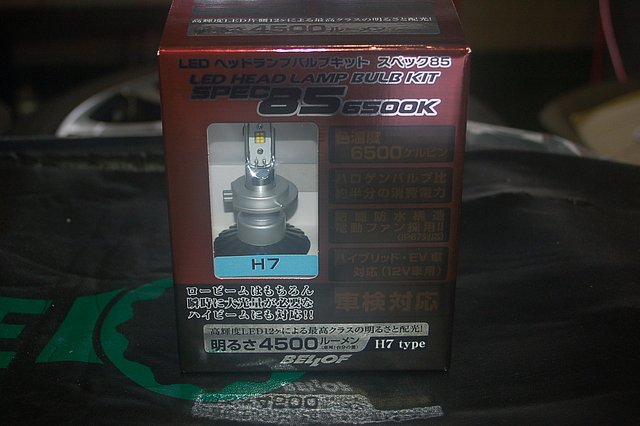 高輝度LED片側12ヶによる最高クラスの明るさと配光!
4500
LED ヘッドランプバルブキット スペック85
LED HEAD LAMP BULB KIT
SPEC 85 6500K
色温度
6500ケルビン
ハロゲンバルブ比
約半分の消費電力
防塵防水構造
電動ファン採用!!
ハイブリッド・EV車
対応(12V車用)
車検対応
H7
ロービームはもちろん
瞬時に大光量が必要な
ハイビームにも対応!!
高輝度LED12ヶによる最高クラスの明るさと配光!
明るさ4500ルーメン H7 type
BELLOF